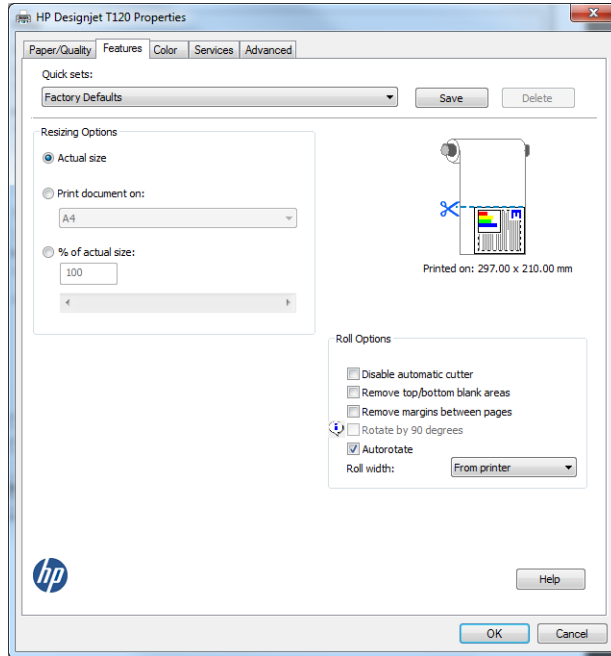 HP Designjet T120 Properties
Paper/Quality Features Color Services Advanced
Quick sets:
Factory Defaults
Save
Delete
Resizing Options
Actual size
Print document on:
A4
% of actual size:
100
Printed on: 297.00 x 210.00 mm
Roll Options
Disable automatic cutter
Remove top/bottom blank areas
Remove margins between pages
Rotate by 90 degrees
Autorotate
Roll width: From printer
hp
Help
OK
Cancel